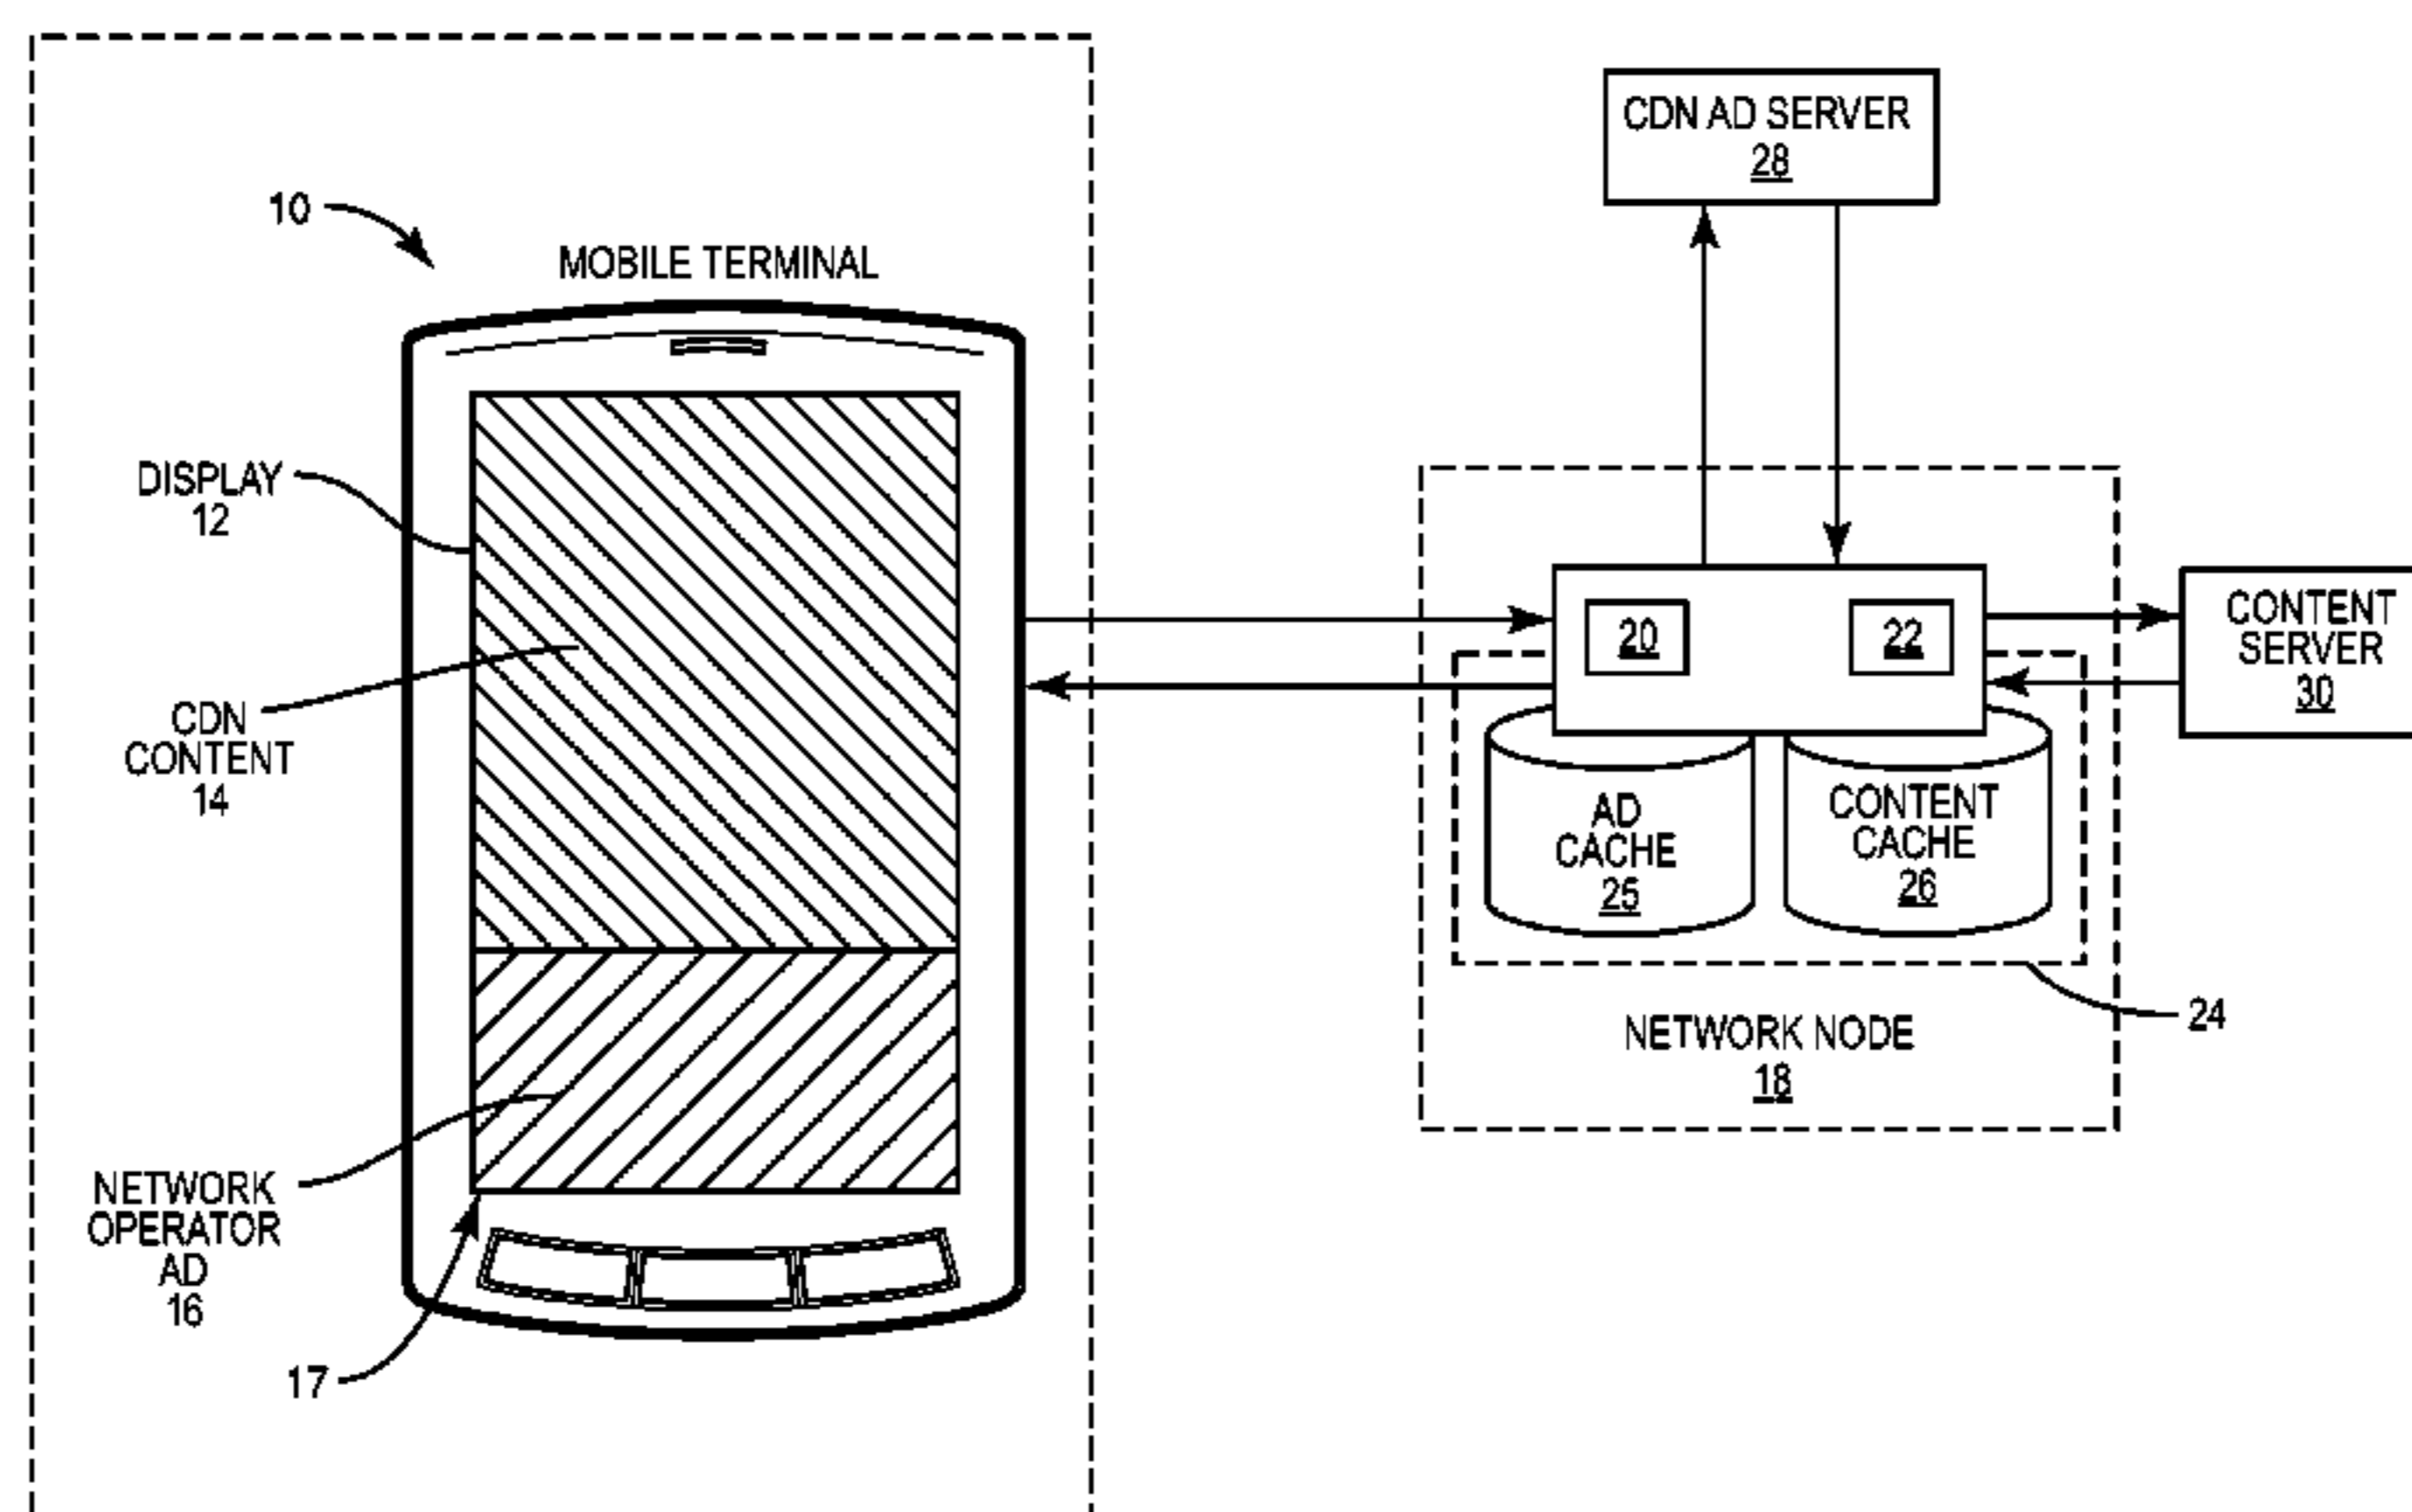 10
MOBILE TERMINAL
DISPLAY
12
CDN
CONTENT
14
NETWORK
OPERATOR
AD
16
17
CDN AD SERVER
28
20
22
CONTENT
SERVER
30
AD
CACHE
25
CONTENT
CACHE
26
24
NETWORK NODE
18